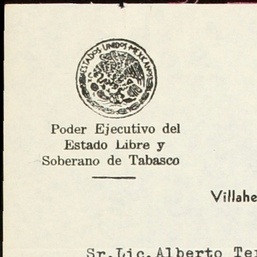 ESTADOS UNIDOS MEXICANOS
Poder Ejecutivo del
Estado Libre y
Soberano de Tabasco
Villahe
Sr.Lic.Alberto Te